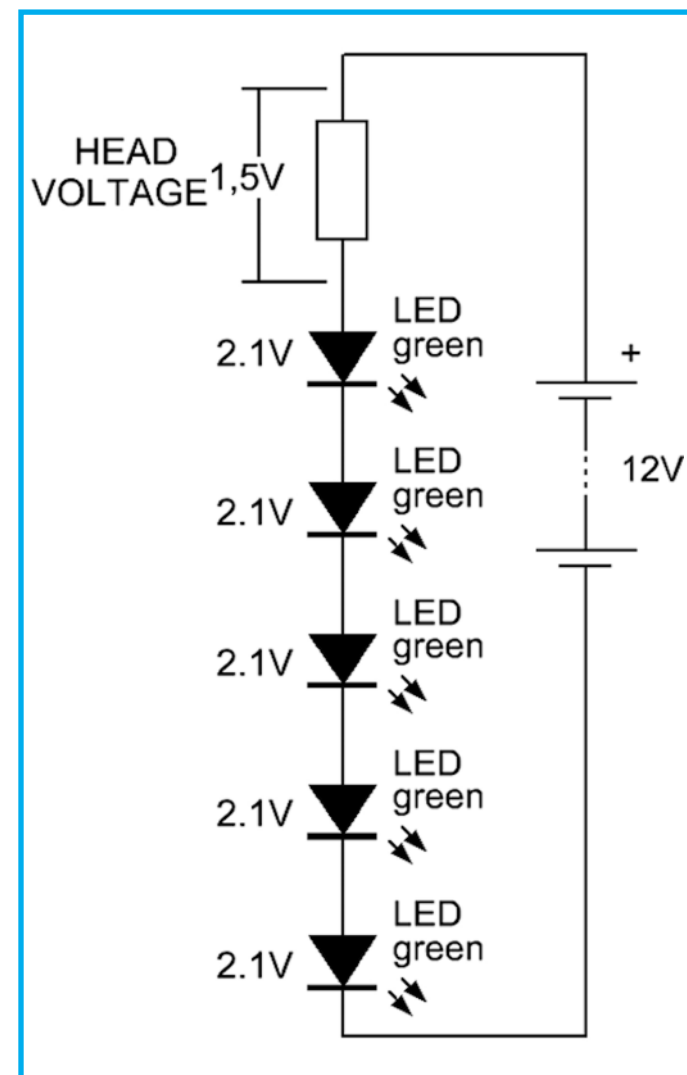 HEAD
VOLTAGE
1,5V
LED
green
2.1V
+
LED
green
2.1V
12V
LED
green
2.1V
LED
green
2.1V
LED
green
2.1V